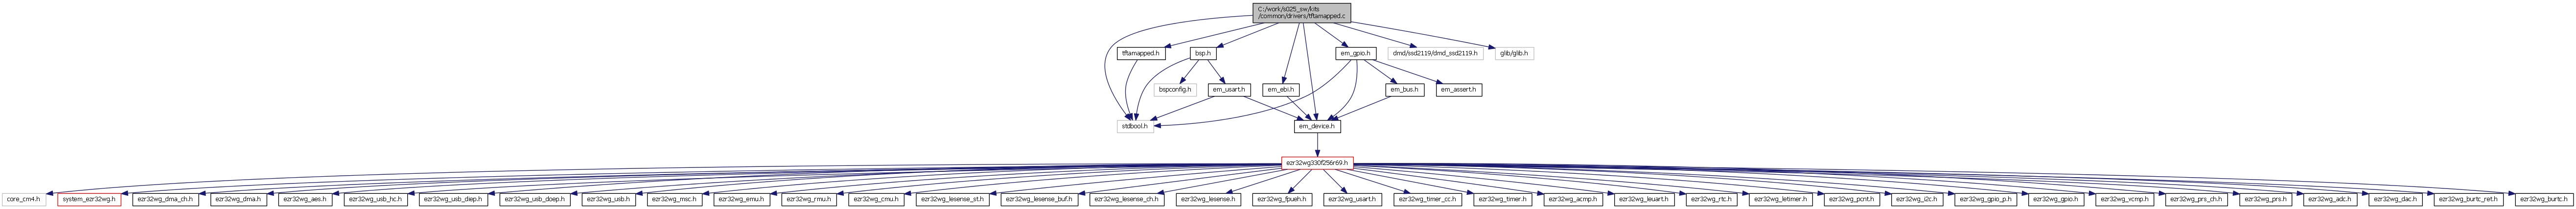 C:/work/s025_sw/kits
/common/drivers/tftamapped.c
tftamapped.h
bsp.h
em_gpio.h
dmd/ssd2119/dmd_ssd2119.h
glib/glib.h
bspconfig.h
em_usart.h
em_ebi.h
em_bus.h
em_assert.h
stdbool.h
em_device.h
ezr32wg330f256r69.h
core_cm4.h
system_ezr32wg.h
ezr32wg_dma_ch.h
ezr32wg_dma.h
ezr32wg_aes.h
ezr32wg_usb_hc.h
ezr32wg_usb_diep.h
ezr32wg_usb_doep.h
ezr32wg_usb.h
ezr32wg_msc.h
ezr32wg_emu.h
ezr32wg_rmu.h
ezr32wg_cmu.h
ezr32wg_lesense_st.h
ezr32wg_lesense_buf.h
ezr32wg_lesense_ch.h
ezr32wg_lesense.h
ezr32wg_fpueh.h
ezr32wg_usart.h
ezr32wg_timer_cc.h
ezr32wg_timer.h
ezr32wg_acmp.h
ezr32wg_leuart.h
ezr32wg_rtc.h
ezr32wg_letimer.h
ezr32wg_pcnt.h
ezr32wg_i2c.h
ezr32wg_gpio_p.h
ezr32wg_gpio.h
ezr32wg_vcmp.h
ezr32wg_prs_ch.h
ezr32wg_prs.h
ezr32wg_adc.h
ezr32wg_dac.h
ezr32wg_burtc_ret.h
ezr32wg_burtc.h